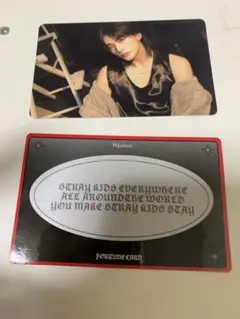 STRAY KIDS EVERYWHERE
ALL AROUND THE WORLD
YOU MAKE STRAY KIDS STAY
FORTUNE CARD